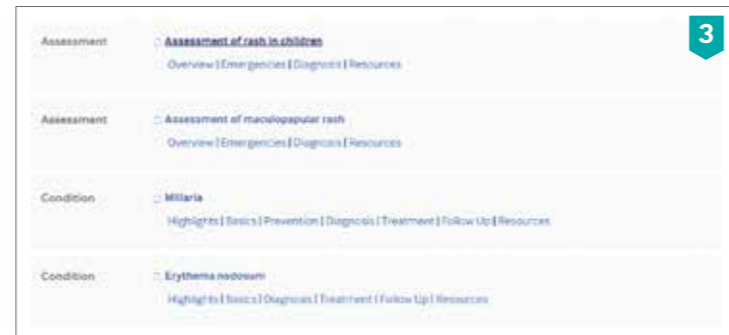 3
Assessment Assessment of rash in children
Overview | Emergencies | Diagnosis | Resources
Assessment Assessment of maculopapular rash
Overview | Emergencies | Diagnosis | Resources
Condition Miliaria
Highlights | Basics | Prevention | Diagnosis | Treatment | Follow Up | Resources
Condition Erythema nodosum
Highlights | Basics | Diagnosis | Treatment | Follow Up | Resources